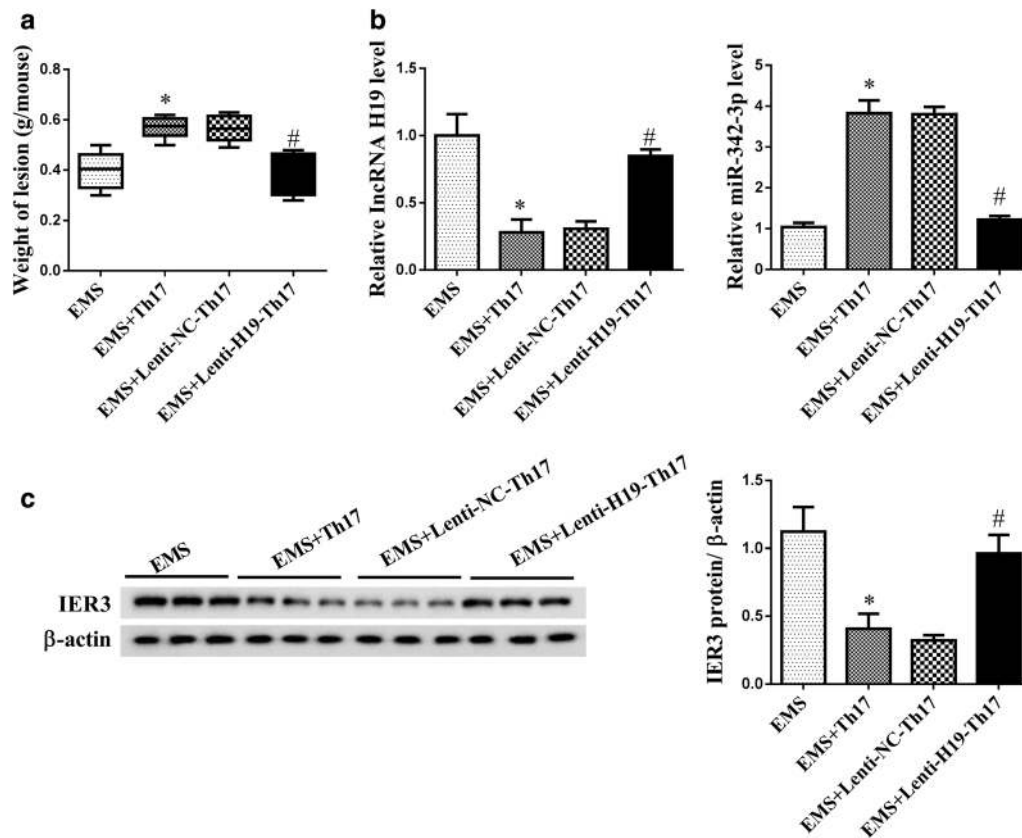 a
Weight of lesion (g/mouse)
0.8
0.6
0.4
0.2
0.0
*
#
EMS
EMS+Th17
EMS+Lenti-NC-Th17
EMS+Lenti-H19-Th17
b
Relative lncRNA H19 level
1.5
1.0
0.5
0.0
*
#
EMS
EMS+Th17
EMS+Lenti-NC-Th17
EMS+Lenti-H19-Th17
Relative miR-342-3p level
5
4
3
2
1
0
*
#
EMS
EMS+Th17
EMS+Lenti-NC-Th17
EMS+Lenti-H19-Th17
c
EMS
EMS+Th17
EMS+Lenti-NC-Th17
EMS+Lenti-H19-Th17
IER3
β-actin
IER3 protein/ β-actin
1.5
1.0
0.5
0.0
*
#
EMS
EMS+Th17
EMS+Lenti-NC-Th17
EMS+Lenti-H19-Th17